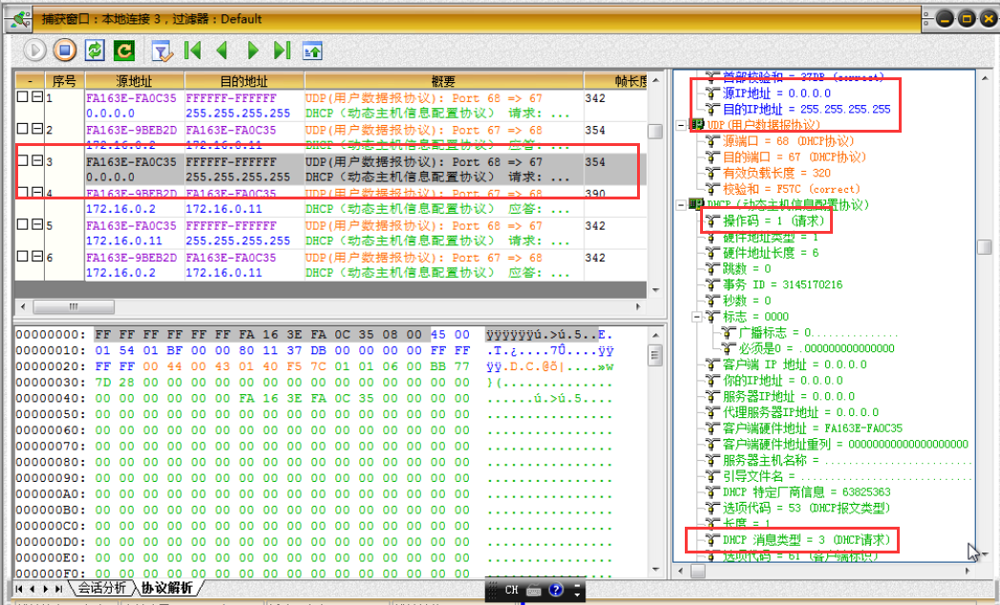 捕获窗口：本地连接 3，过滤器：Default
- 序号 源地址 目的地址 概要 帧长度
1 FA163E-FA0C35 FFFFFF-FFFFFF UDP(用户数据报协议): Port 68 => 67 342
0.0.0.0 255.255.255.255 DHCP (动态主机信息配置协议) 请求: ...
2 FA163E-9BEB2D FA163E-FA0C35 UDP(用户数据报协议): Port 67 => 68 354
172.16.0.2 172.16.0.11 DHCP (动态主机信息配置协议) 应答: ...
3 FA163E-FA0C35 FFFFFF-FFFFFF UDP(用户数据报协议): Port 68 => 67 354
0.0.0.0 255.255.255.255 DHCP (动态主机信息配置协议) 请求: ...
4 FA163E-9BEB2D FA163E-FA0C35 UDP(用户数据报协议): Port 67 => 68 390
172.16.0.2 172.16.0.11 DHCP (动态主机信息配置协议) 应答: ...
5 FA163E-FA0C35 FFFFFF-FFFFFF UDP(用户数据报协议): Port 68 => 67 342
172.16.0.11 255.255.255.255 DHCP (动态主机信息配置协议) 请求: ...
6 FA163E-9BEB2D FA163E-FA0C35 UDP(用户数据报协议): Port 67 => 68 342
172.16.0.2 172.16.0.11 DHCP (动态主机信息配置协议) 应答: ...
00000000: FF FF FF FF FF FF FA 16 3E FA 0C 35 08 00 45 00 ÿÿÿÿÿÿú.>ú.5..E.
00000010: 01 54 01 BF 00 00 80 11 37 DB 00 00 00 00 FF FF .T.¿....7Û....ÿÿ
00000020: FF FF 00 44 00 43 01 40 F5 7C 01 01 06 00 BB 77 ÿÿ.D.C.@õ|....»w
00000030: 7D 28 00 00 00 00 00 00 00 00 00 00 00 00 00 00 }(..............
00000040: 00 00 00 00 00 00 FA 16 3E FA 0C 35 00 00 00 00 ......ú.>ú.5....
00000050: 00 00 00 00 00 00 00 00 00 00 00 00 00 00 00 00 ................
00000060: 00 00 00 00 00 00 00 00 00 00 00 00 00 00 00 00 ................
00000070: 00 00 00 00 00 00 00 00 00 00 00 00 00 00 00 00 ................
00000080: 00 00 00 00 00 00 00 00 00 00 00 00 00 00 00 00 ................
00000090: 00 00 00 00 00 00 00 00 00 00 00 00 00 00 00 00 ................
000000A0: 00 00 00 00 00 00 00 00 00 00 00 00 00 00 00 00 ................
000000B0: 00 00 00 00 00 00 00 00 00 00 00 00 00 00 00 00 ................
000000C0: 00 00 00 00 00 00 00 00 00 00 00 00 00 00 00 00 ................
000000D0: 00 00 00 00 00 00 00 00 00 00 00 00 00 00 00 00 ................
000000E0: 00 00 00 00 00 00 00 00 00 00 00 00 00 00 00 00 ................
000000F0: 00 00 00 00 00 00 00 00 00 00 00 00 00 00 00 00 ................
会话分析 协议解析
首部校验和 = 37DB (correct)
源IP地址 = 0.0.0.0
目的IP地址 = 255.255.255.255
UDP(用户数据报协议)
源端口 = 68 (DHCP协议)
目的端口 = 67 (DHCP协议)
有效负载长度 = 320
校验和 = F57C (correct)
DHCP (动态主机信息配置协议)
操作码 = 1 (请求)
硬件地址类型 = 1
硬件地址长度 = 6
跳数 = 0
事务 ID = 3145170216
秒数 = 0
标志 = 0000
广播标志 = 0...............
必须是0 = .000000000000000
客户端 IP 地址 = 0.0.0.0
你的IP地址 = 0.0.0.0
服务器IP地址 = 0.0.0.0
代理服务器IP地址 = 0.0.0.0
客户端硬件地址 = FA163E-FA0C35
客户端硬件地址重列 = 00000000000000000000
服务器主机名称 = ........................
引导文件名 = ...........................
DHCP 特定厂商信息 = 63825363
选项代码 = 53 (DHCP报文类型)
长度 = 1
DHCP 消息类型 = 3 (DHCP请求)
选项代码 = 61 (客户端标识)
CH